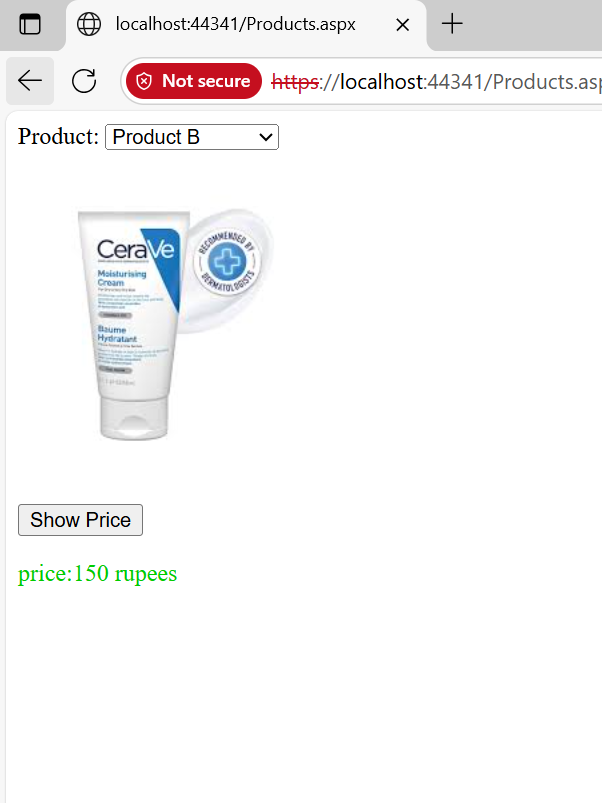 localhost:44341/Products.aspx
Not secure https://localhost:44341/Products.asp
Product: Product B
CeraVe
RECOMMENDED BY DERMATOLOGISTS
Moisturising
Cream
Baume
Hydratant
Show Price
price:150 rupees